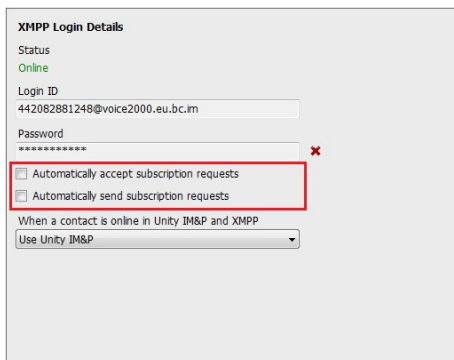 XMPP Login Details
Status
Online
Login ID
442082881248@voice2000.eu.bc.im
Password
***********
Automatically accept subscription requests
Automatically send subscription requests
When a contact is online in Unity IM&P and XMPP
Use Unity IM&P